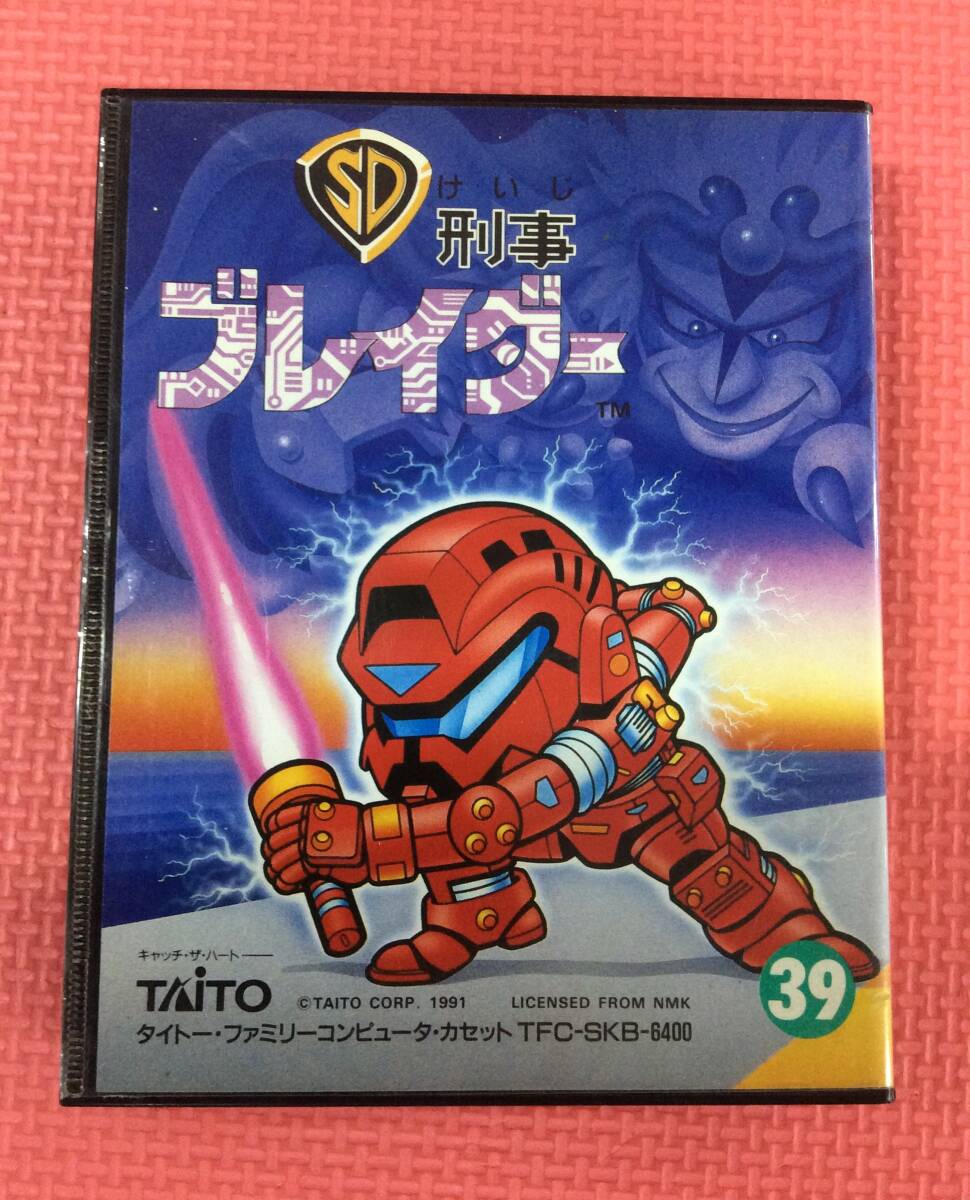 SD
けいじ
刑事
ブレイダー
TM
キャッチ・ザ・ハート
TAiTO ©TAITO CORP. 1991 LICENSED FROM NMK
タイトー・ファミリーコンピュータ・カセット TFC-SKB-6400
39